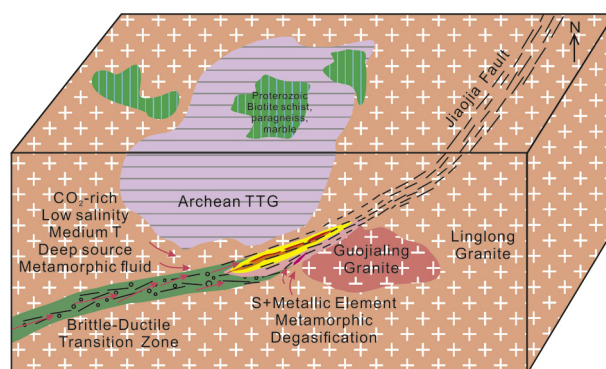 N
Jiaojia Fault
Proterozoic
Biotite schist,
paragneiss,
marble
Archean TTG
CO2-rich
Low salinity
Medium T
Deep source
Metamorphic fluid
Guojialing
Granite
Linglong
Granite
S+Metallic Element
Metamorphic
Degasification
Brittle-Ductile
Transition Zone